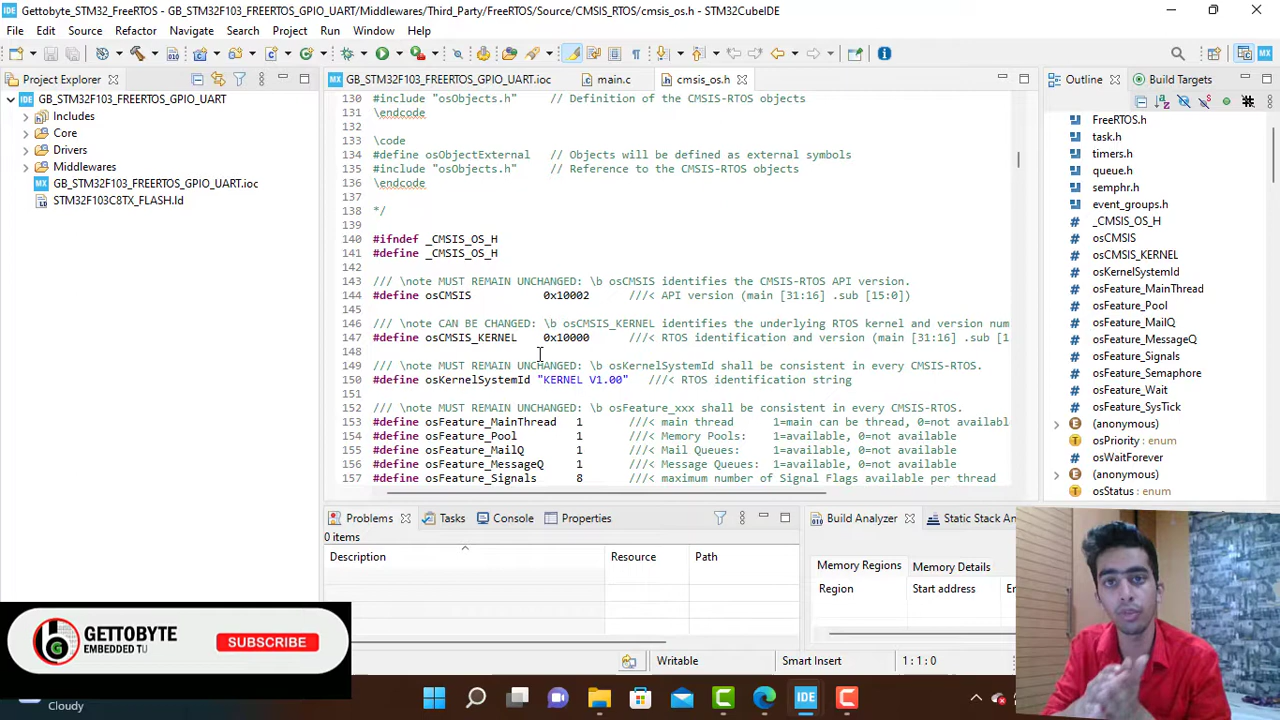 IDE Gettobyte_STM32_FreeRTOS - GB_STM32F103_FREERTOS_GPIO_UART/Middlewares/Third_Party/FreeRTOS/Source/CMSIS_RTOS/cmsis_os.h - STM32CubeIDE
File Edit Source Refactor Navigate Search Project Run Window Help
Project Explorer
GB_STM32F103_FREERTOS_GPIO_UART
Includes
Core
Drivers
Middlewares
MX GB_STM32F103_FREERTOS_GPIO_UART.ioc
STM32F103C8TX_FLASH.ld
MX GB_STM32F103_FREERTOS_GPIO_UART.ioc main.c cmsis_os.h
130 #include "osObjects.h" // Definition of the CMSIS-RTOS objects
131 \endcode
132
133 \code
134 #define osObjectExternal // Objects will be defined as external symbols
135 #include "osObjects.h" // Reference to the CMSIS-RTOS objects
136 \endcode
137
138 */
139
140 #ifndef _CMSIS_OS_H
141 #define _CMSIS_OS_H
142
143 /// \note MUST REMAIN UNCHANGED: \b osCMSIS identifies the CMSIS-RTOS API version.
144 #define osCMSIS 0x10002 ///< API version (main [31:16] .sub [15:0])
145
146 /// \note CAN BE CHANGED: \b osCMSIS_KERNEL identifies the underlying RTOS kernel and version num
147 #define osCMSIS_KERNEL 0x10000 ///< RTOS identification and version (main [31:16] .sub [1
148
149 /// \note MUST REMAIN UNCHANGED: \b osKernelSystemId shall be consistent in every CMSIS-RTOS.
150 #define osKernelSystemId "KERNEL V1.00" ///< RTOS identification string
151
152 /// \note MUST REMAIN UNCHANGED: \b osFeature_xxx shall be consistent in every CMSIS-RTOS.
153 #define osFeature_MainThread 1 ///< main thread 1=main can be thread, 0=not availabl
154 #define osFeature_Pool 1 ///< Memory Pools: 1=available, 0=not available
155 #define osFeature_MailQ 1 ///< Mail Queues: 1=available, 0=not available
156 #define osFeature_MessageQ 1 ///< Message Queues: 1=available, 0=not available
157 #define osFeature_Signals 8 ///< maximum number of Signal Flags available per thread
Outline Build Targets
FreeRTOS.h
task.h
timers.h
queue.h
semphr.h
event_groups.h
# _CMSIS_OS_H
# osCMSIS
# osCMSIS_KERNEL
# osKernelSystemId
# osFeature_MainThread
# osFeature_Pool
# osFeature_MailQ
# osFeature_MessageQ
# osFeature_Signals
# osFeature_Semaphore
# osFeature_Wait
# osFeature_SysTick
(anonymous)
osPriority : enum
# osWaitForever
(anonymous)
osStatus : enum
Problems Tasks Console Properties
0 items
Description Resource Path
Build Analyzer Static Stack An
Memory Regions Memory Details
Region Start address En
Writable Smart Insert 1 : 1 : 0
GETTOBYTE
EMBEDDED TU
SUBSCRIBE
Cloudy
IDE